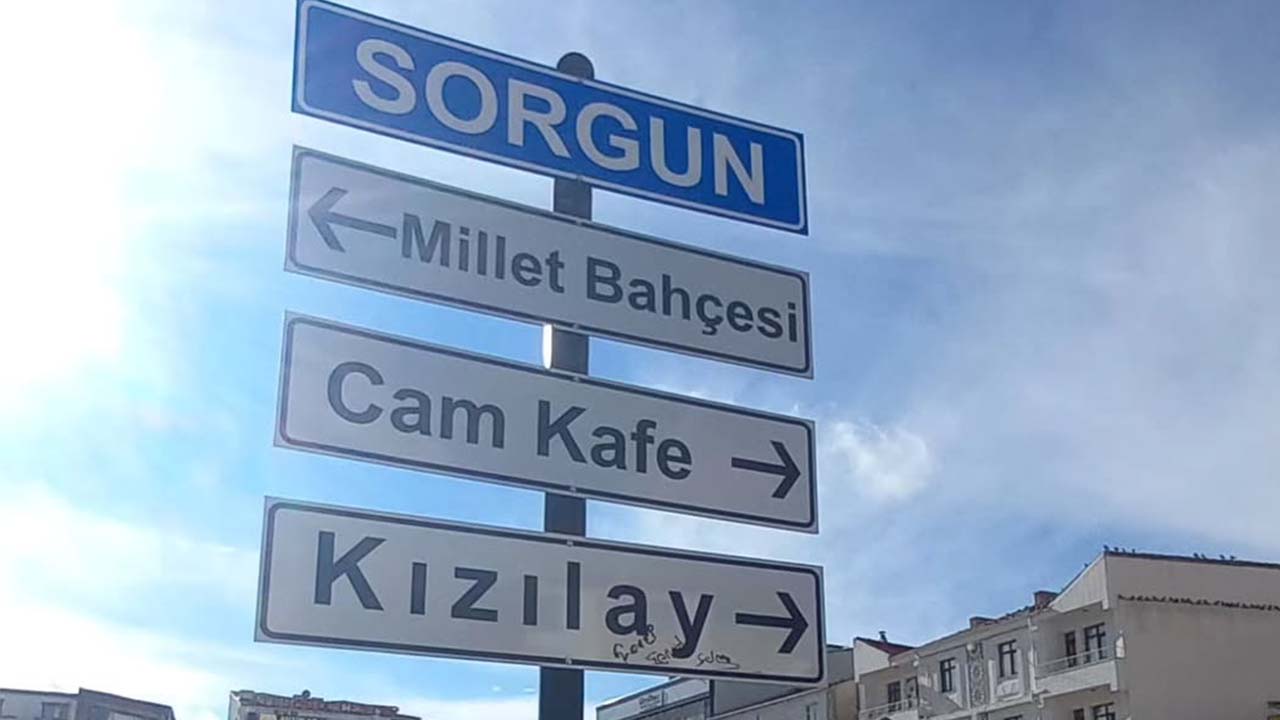 SORGUN
Millet Bahçesi
Cam Kafe
Kızılay